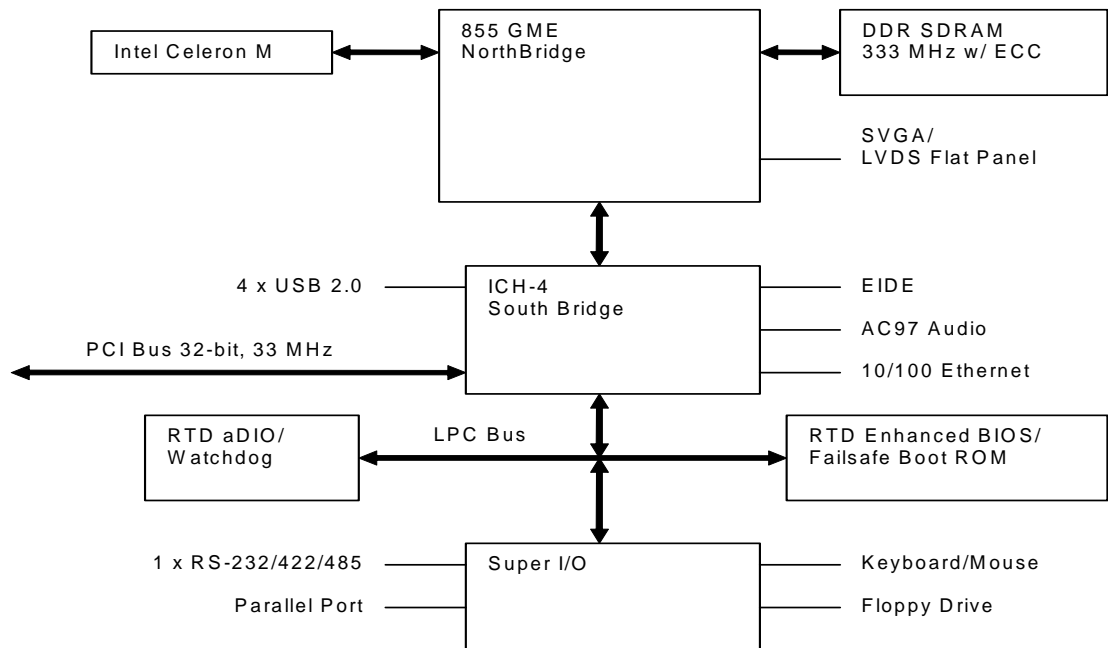 Intel Celeron M
855 GME
NorthBridge
DDR SDRAM
333 MHz w/ ECC
SVGA/
LVDS Flat Panel
4 x USB 2.0
ICH-4
South Bridge
EIDE
AC97 Audio
10/100 Ethernet
PCI Bus 32-bit, 33 MHz
RTD aDIO/
Watchdog
LPC Bus
RTD Enhanced BIOS/
Failsafe Boot ROM
1 x RS-232/422/485
Parallel Port
Super I/O
Keyboard/Mouse
Floppy Drive